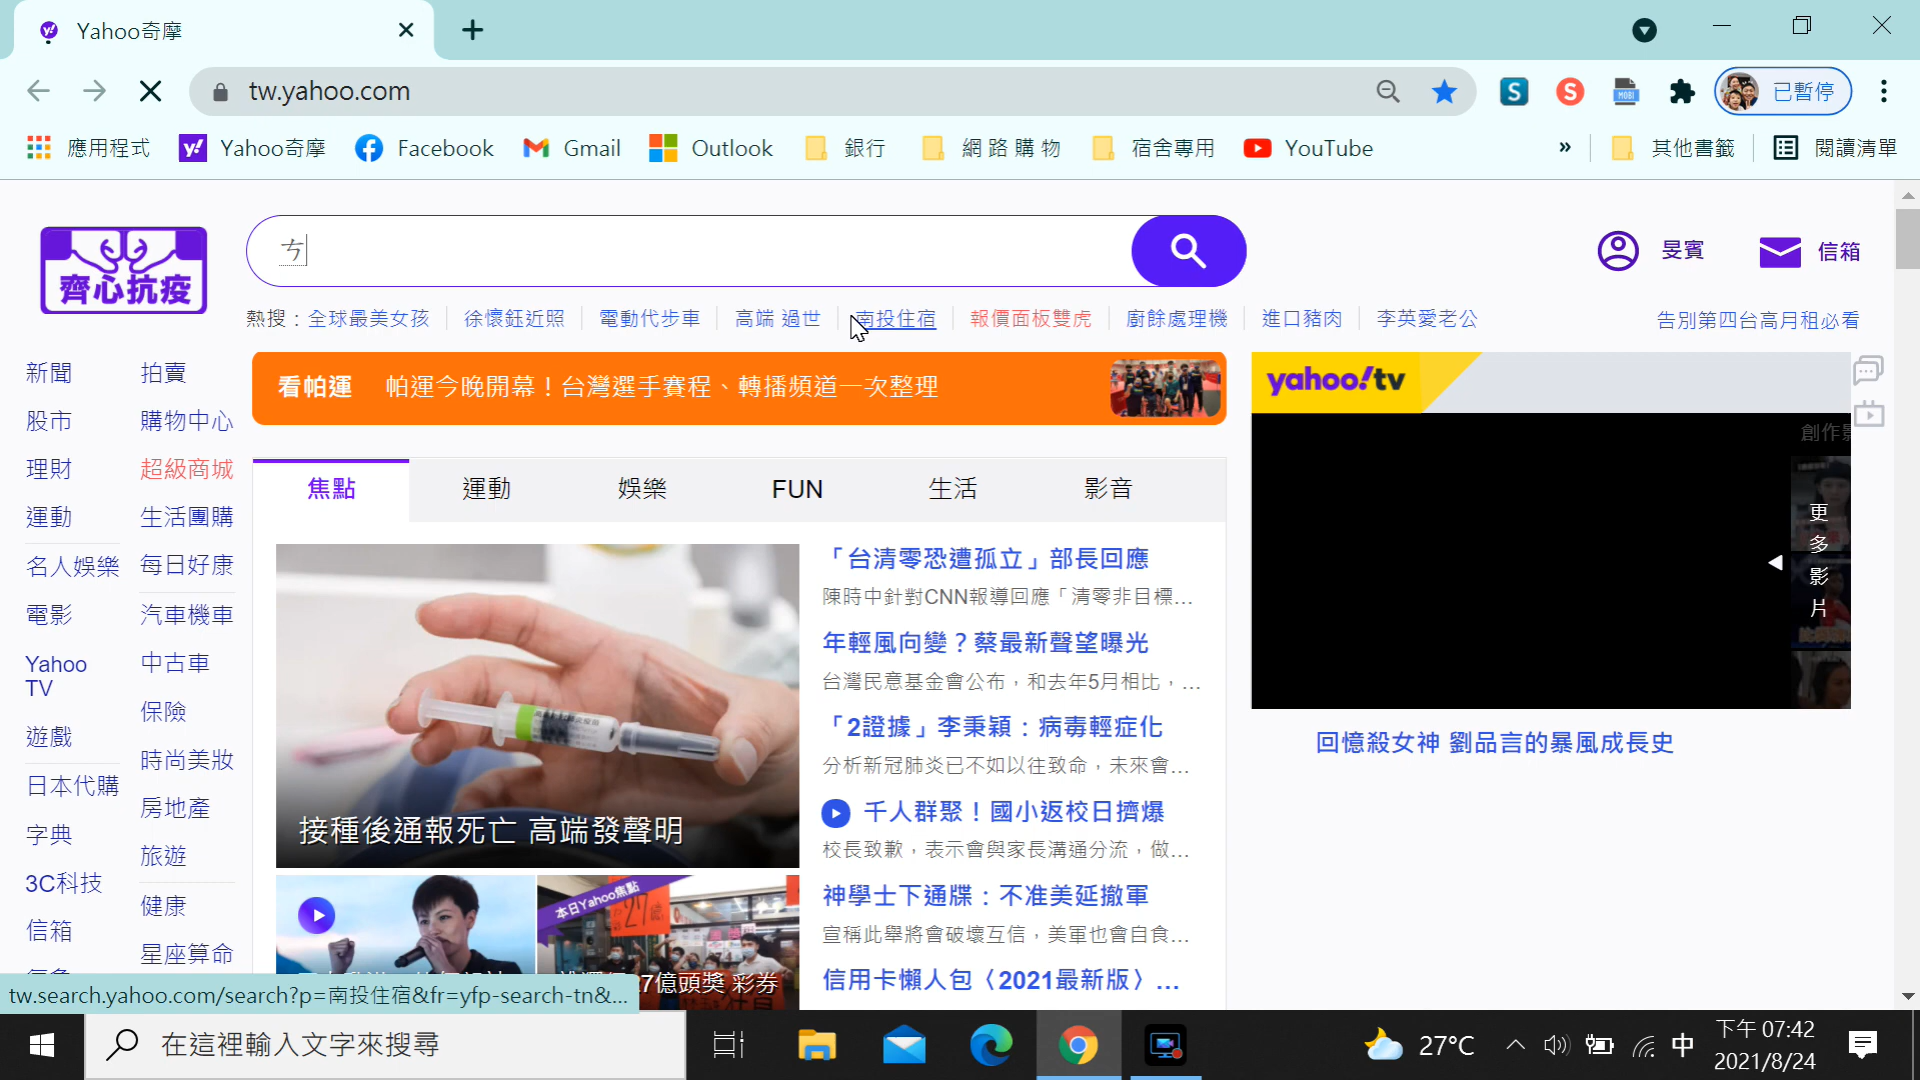 Yahoo奇摩
tw.yahoo.com
已暫停
應用程式
Yahoo奇摩
Facebook
Gmail
Outlook
銀行
網 路 購 物
宿舍專用
YouTube
»
其他書籤
閱讀清單
齊心抗疫
ㄘ
旻賓
信箱
熱搜：全球最美女孩 徐懷鈺近照 電動代步車 高端 過世 南投住宿 報價面板雙虎 廚餘處理機 進口豬肉 李英愛老公
告別第四台高月租必看
新聞
股市
理財
運動
名人娛樂
電影
Yahoo
TV
遊戲
日本代購
字典
3C科技
信箱
拍賣
購物中心
超級商城
生活團購
每日好康
汽車機車
中古車
保險
時尚美妝
房地產
旅遊
健康
星座算命
看帕運 帕運今晚開幕！台灣選手賽程、轉播頻道一次整理
焦點 運動 娛樂 FUN 生活 影音
接種後通報死亡 高端發聲明
本日Yahoo焦點
27億頭獎 彩券
「台清零恐遭孤立」部長回應
陳時中針對CNN報導回應「清零非目標...
年輕風向變？蔡最新聲望曝光
台灣民意基金會公布，和去年5月相比，...
「2證據」李秉穎：病毒輕症化
分析新冠肺炎已不如以往致命，未來會...
千人群聚！國小返校日擠爆
校長致歉，表示會與家長溝通分流，做...
神學士下通牒：不准美延撤軍
宣稱此舉將會破壞互信，美軍也會自食...
信用卡懶人包〈2021最新版〉...
yahoo!tv
創作影
更多影片
回憶殺女神 劉品言的暴風成長史
tw.search.yahoo.com/search?p=南投住宿&fr=yfp-search-tn&...
在這裡輸入文字來搜尋
27°C
中
下午 07:42
2021/8/24